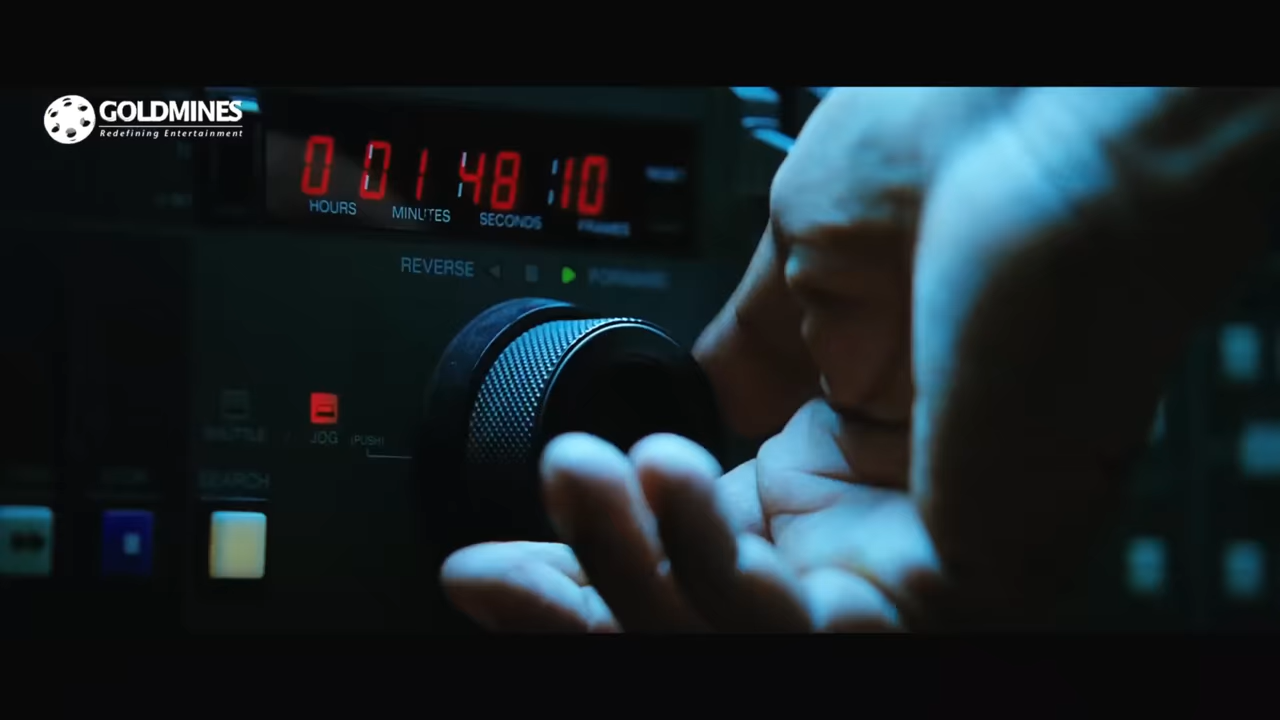 GOLDMINES
Redefining Entertainment
0 01 48 10
HOURS MINUTES SECONDS FRAMES
REVERSE FORWARD
SHUTTLE JOG (PUSH)
SEARCH